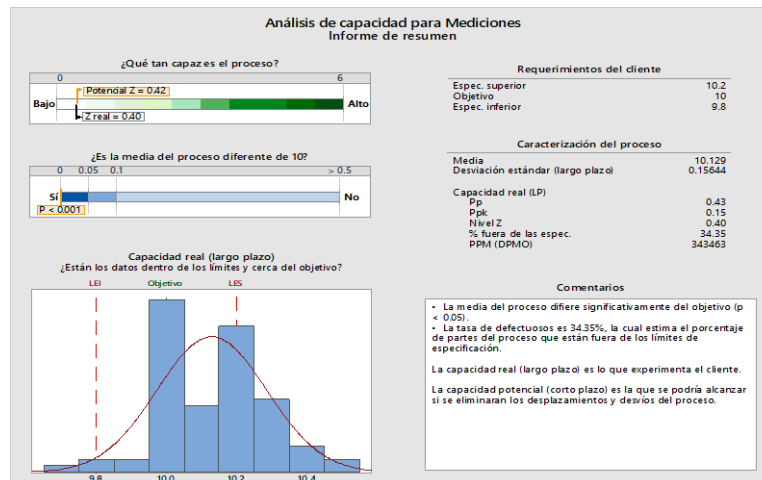 Análisis de capacidad para Mediciones
Informe de resumen
¿Qué tan capaz es el proceso?
0 6
Potencial Z = 0.42
Bajo Alto
Z real = 0.40
¿Es la media del proceso diferente de 10?
0 0.05 0.1 > 0.5
Sí No
P < 0.001
Capacidad real (largo plazo)
¿Están los datos dentro de los límites y cerca del objetivo?
LEI Objetivo LES
9.8 10.0 10.2 10.4
Requerimientos del cliente
Espec. superior 10.2
Objetivo 10
Espec. inferior 9.8
Caracterización del proceso
Media 10.129
Desviación estándar (largo plazo) 0.15644
Capacidad real (LP)
Pp 0.43
Ppk 0.15
Nivel Z 0.40
% fuera de las espec. 34.35
PPM (DPMO) 343463
Comentarios
• La media del proceso difiere significativamente del objetivo (p
< 0.05).
• La tasa de defectuosos es 34.35%, la cual estima el porcentaje
de partes del proceso que están fuera de los límites de
especificación.
La capacidad real (largo plazo) es lo que experimenta el cliente.
La capacidad potencial (corto plazo) es la que se podría alcanzar
si se eliminaran los desplazamientos y desvíos del proceso.